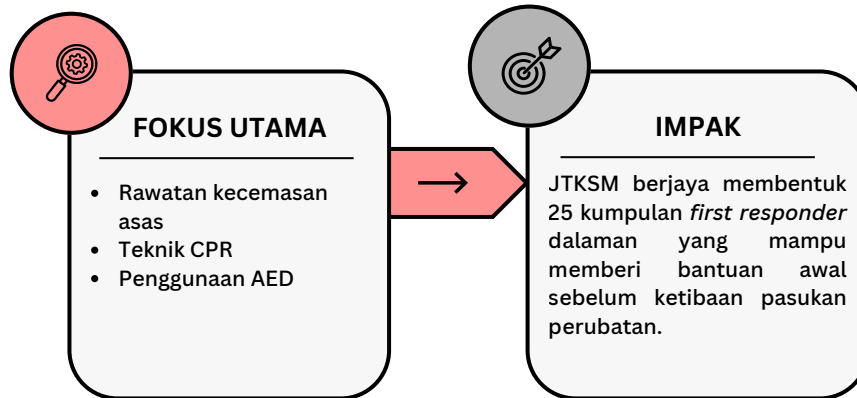 FOKUS UTAMA
• Rawatan kecemasan
asas
• Teknik CPR
• Penggunaan AED
IMPAK
JTKSM berjaya membentuk
25 kumpulan first responder
dalaman yang mampu
memberi bantuan awal
sebelum ketibaan pasukan
perubatan.